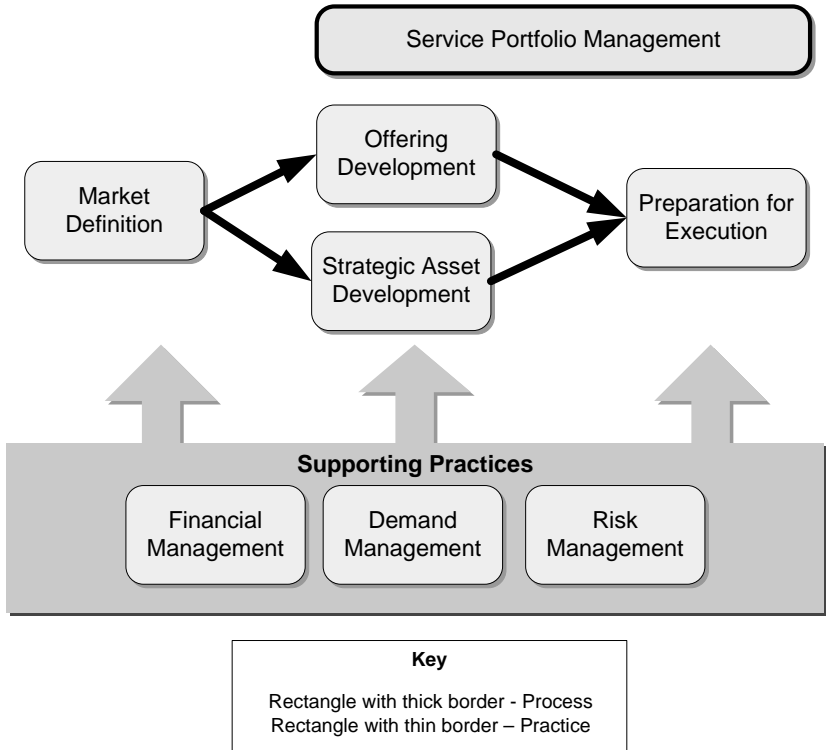 Service Portfolio Management
Offering
Development
Market
Definition
Preparation for
Execution
Strategic Asset
Development
Supporting Practices
Financial
Management
Demand
Management
Risk
Management
Key
Rectangle with thick border - Process
Rectangle with thin border – Practice